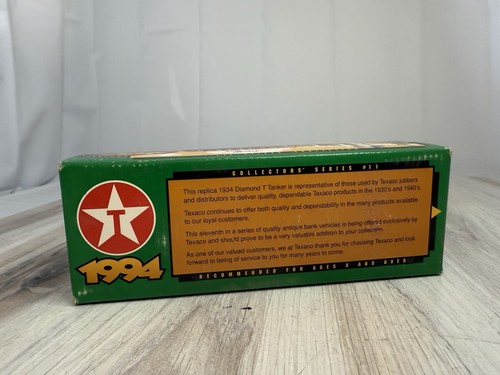 COLLECTORS' SERIES #11
This replica 1934 Diamond T Tanker is representative of those used by Texaco jobbers
and distributors to deliver quality, dependable Texaco products in the 1930's and 1940's.
Texaco continues to offer both quality and dependability in the many products available
to our loyal customers.
This eleventh in a series of quality antique bank vehicles is being offered exclusively by
Texaco and should prove to be a very valuable addition to your collection.
As one of our valued customers, we at Texaco thank you for choosing Texaco and look
forward to being of service to you for many years to come.
RECOMMENDED FOR AGES 8 AND OVER
T
1994